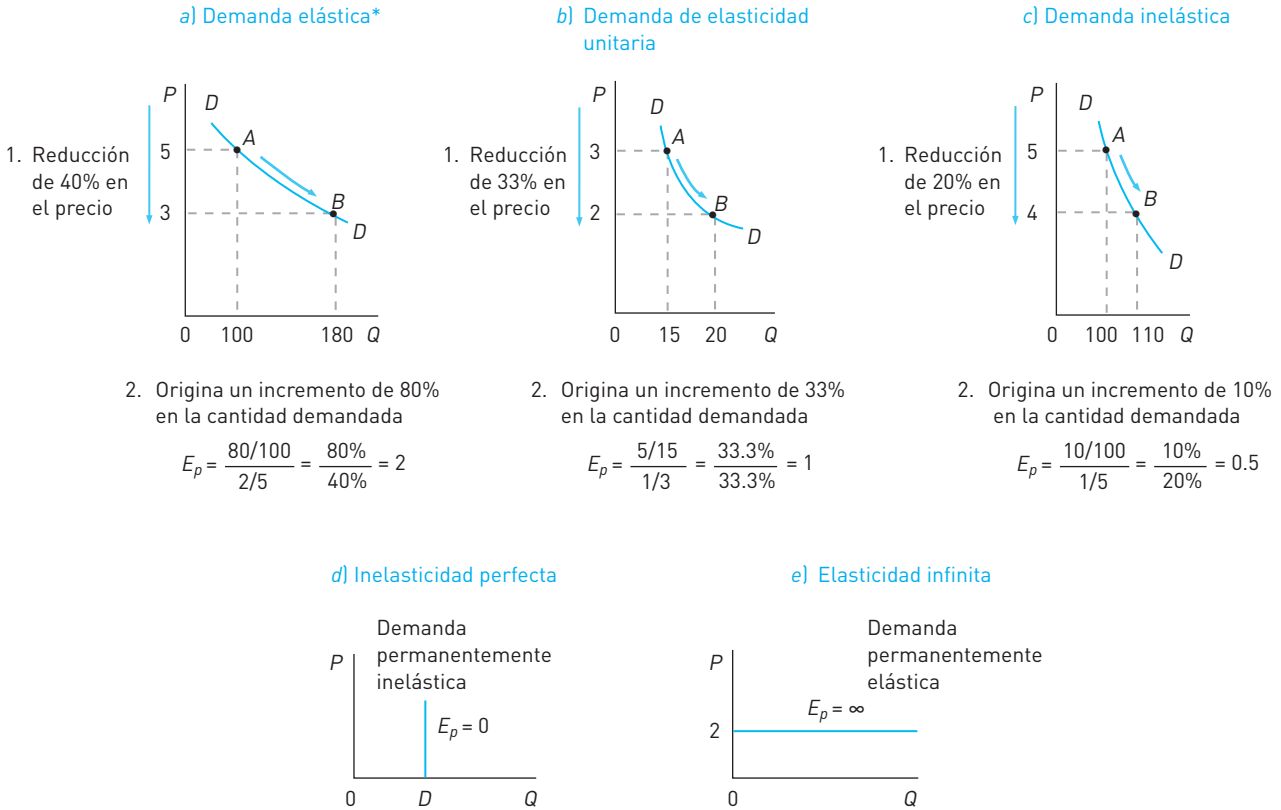 a) Demanda elástica*
P
D
1. Reducción
de 40% en
el precio
5
A
3
B
D
0 100 180 Q
2. Origina un incremento de 80%
en la cantidad demandada
Ep = 80/100 / 2/5 = 80% / 40% = 2
b) Demanda de elasticidad
unitaria
P
D
1. Reducción
de 33% en
el precio
3
A
2
B
D
0 15 20 Q
2. Origina un incremento de 33%
en la cantidad demandada
Ep = 5/15 / 1/3 = 33.3% / 33.3% = 1
c) Demanda inelástica
P
D
1. Reducción
de 20% en
el precio
5
A
4
B
D
0 100 110 Q
2. Origina un incremento de 10%
en la cantidad demandada
Ep = 10/100 / 1/5 = 10% / 20% = 0.5
d) Inelasticidad perfecta
Demanda
permanentemente
inelástica
P
Ep = 0
0 D Q
e) Elasticidad infinita
Demanda
permanentemente
elástica
P
Ep = ∞
2
0 Q